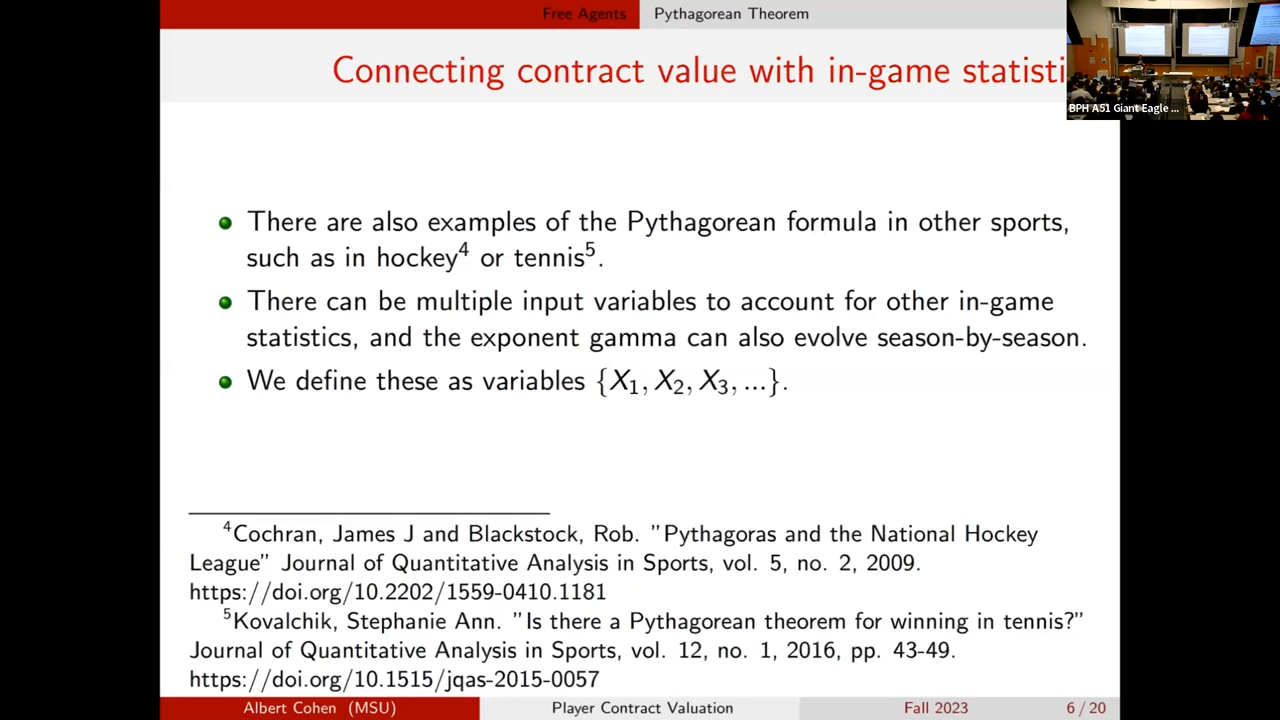 Free Agents Pythagorean Theorem
Connecting contract value with in-game statisti
BPH A51 Giant Eagle ...
There are also examples of the Pythagorean formula in other sports,
such as in hockey⁴ or tennis⁵.
There can be multiple input variables to account for other in-game
statistics, and the exponent gamma can also evolve season-by-season.
We define these as variables {X₁, X₂, X₃, ...}.
⁴Cochran, James J and Blackstock, Rob. "Pythagoras and the National Hockey
League" Journal of Quantitative Analysis in Sports, vol. 5, no. 2, 2009.
https://doi.org/10.2202/1559-0410.1181
⁵Kovalchik, Stephanie Ann. "Is there a Pythagorean theorem for winning in tennis?"
Journal of Quantitative Analysis in Sports, vol. 12, no. 1, 2016, pp. 43-49.
https://doi.org/10.1515/jqas-2015-0057
Albert Cohen (MSU) Player Contract Valuation Fall 2023 6 / 20